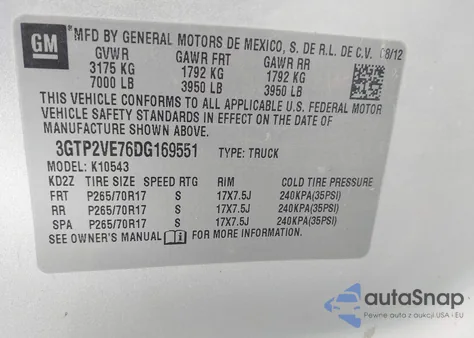 GM
MFD BY GENERAL MOTORS DE MEXICO, S. DE R.L. DE C.V. 08/12
GVWR GAWR FRT GAWR RR
3175 KG 1792 KG 1792 KG
7000 LB 3950 LB 3950 LB
THIS VEHICLE CONFORMS TO ALL APPLICABLE U.S. FEDERAL MOTOR
VEHICLE SAFETY STANDARDS IN EFFECT ON THE DATE OF
MANUFACTURE SHOWN ABOVE.
3GTP2VE76DG169551 TYPE: TRUCK
MODEL: K10543
KD2Z TIRE SIZE SPEED RTG RIM COLD TIRE PRESSURE
FRT P265/70R17 S 17X7.5J 240KPA(35PSI)
RR P265/70R17 S 17X7.5J 240KPA(35PSI)
SPA P265/70R17 S 17X7.5J 240KPA(35PSI)
SEE OWNER'S MANUAL FOR MORE INFORMATION.
autoSnap
Pewne auta z aukcji USA i EU